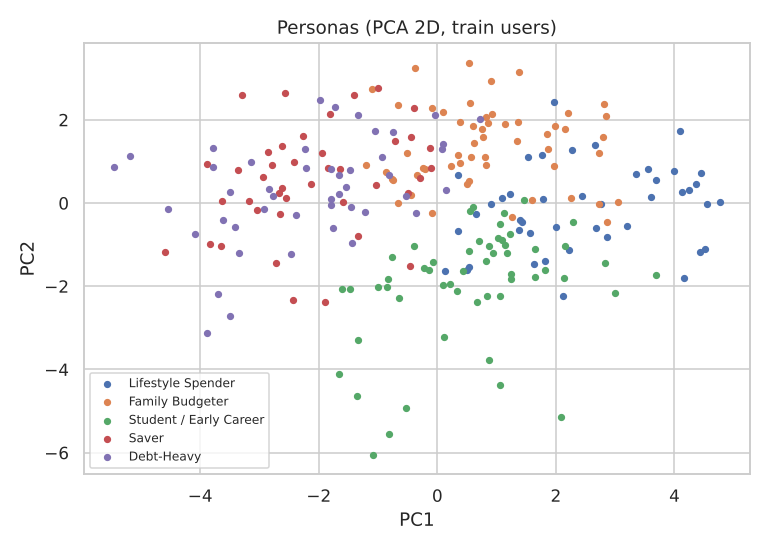 Personas (PCA 2D, train users)
PC2
2
0
−2
−4
−6
Lifestyle Spender
Family Budgeter
Student / Early Career
Saver
Debt-Heavy
−4 −2 0 2 4
PC1